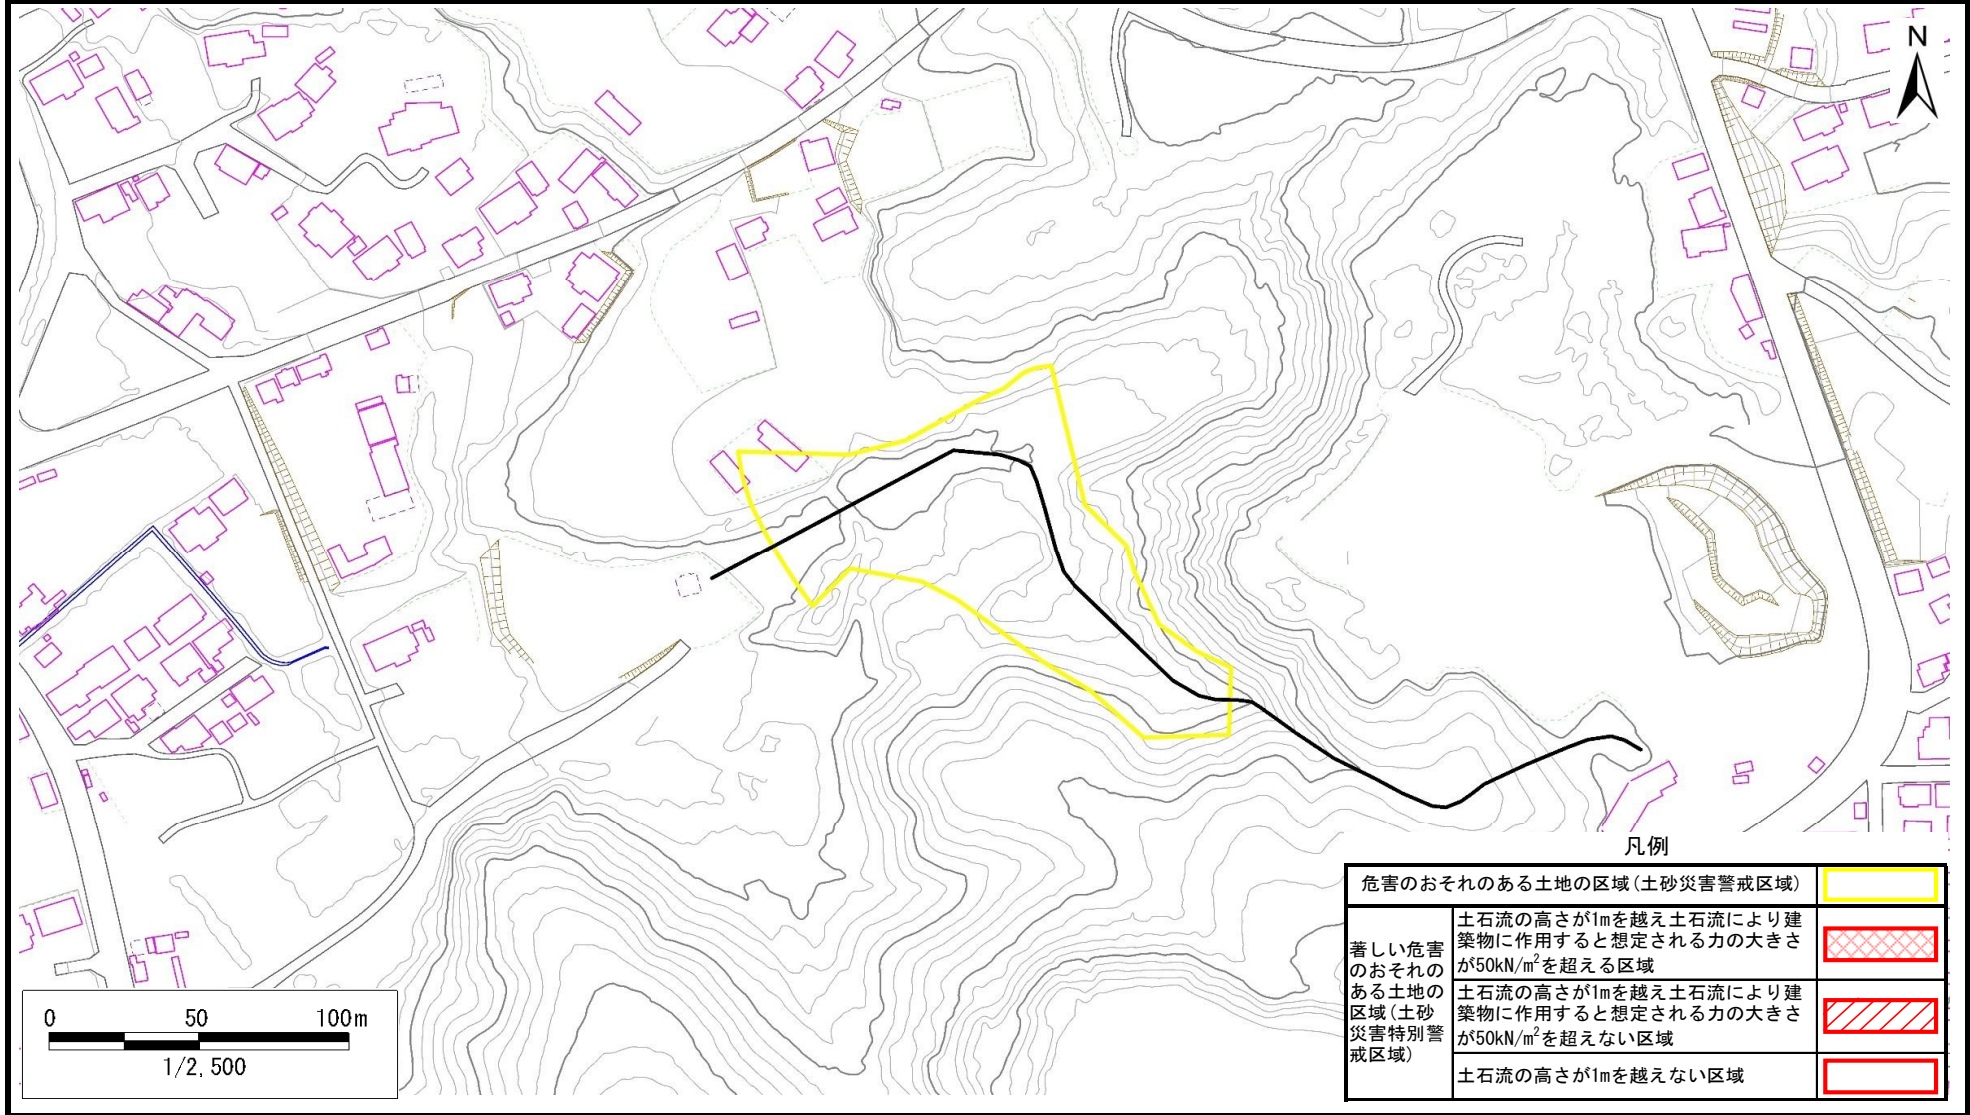 N
凡例
危害のおそれのある土地の区域(土砂災害警戒区域)
著しい危害
のおそれの
ある土地の
区域(土砂
災害特別警
戒区域)
土石流の高さが1mを越え土石流により建
築物に作用すると想定される力の大きさ
が50kN/m²を超える区域
土石流の高さが1mを越え土石流により建
築物に作用すると想定される力の大きさ
が50kN/m²を超えない区域
土石流の高さが1mを越えない区域
0 50 100m
1/2,500